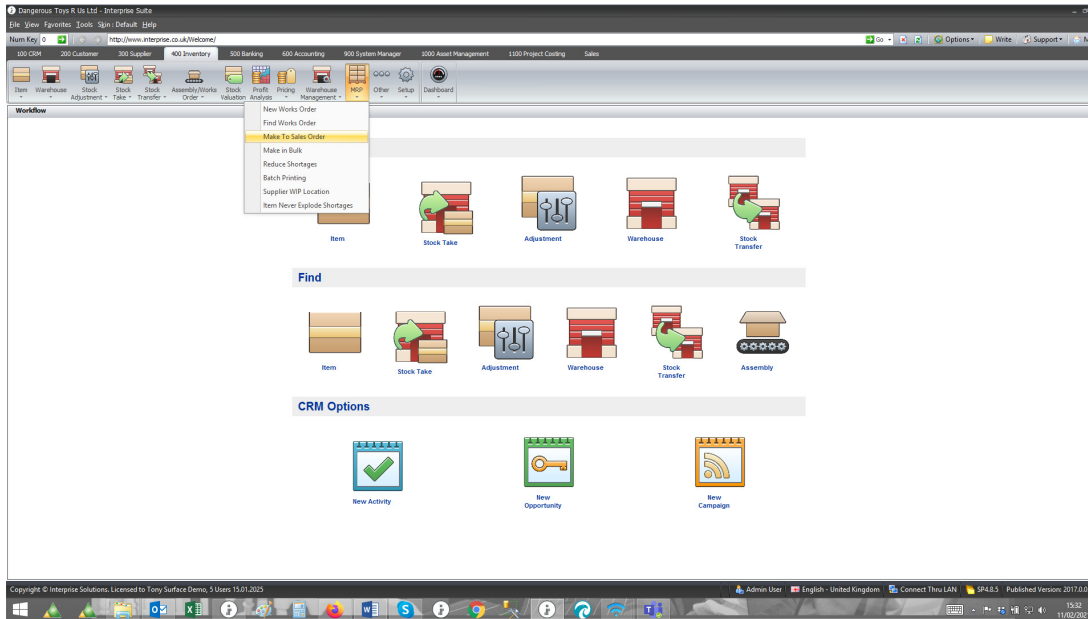 Dangerous Toys R Us Ltd - Interprise Suite
File View Favorites Tools Skin : Default Help
Num Key 0 http://www.interprise.co.uk/Welcome/ Go Options Write Support
100 CRM 200 Customer 300 Supplier 400 Inventory 500 Banking 600 Accounting 900 System Manager 1000 Asset Management 1100 Project Costing Sales
Item Warehouse Stock Adjustment Stock Take Stock Transfer Assembly/Works Order Stock Valuation Profit Analysis Pricing Warehouse Management MRP Other Setup Dashboard
Workflow
New Works Order
Find Works Order
Make To Sales Order
Make in Bulk
Reduce Shortages
Batch Printing
Supplier WIP Location
Item Never Explode Shortages
Item Stock Take Adjustment Warehouse Stock
Transfer
Find
Item Stock Take Adjustment Warehouse Stock Assembly
Transfer
CRM Options
New Activity New
Opportunity New
Campaign
Copyright © Interprise Solutions. Licensed to Tony Surface Demo, 5 Users 15.01.2025 Admin User English - United Kingdom Connect Thru LAN SP4.8.5 Published Version: 2017.0.0
15:32
11/02/202